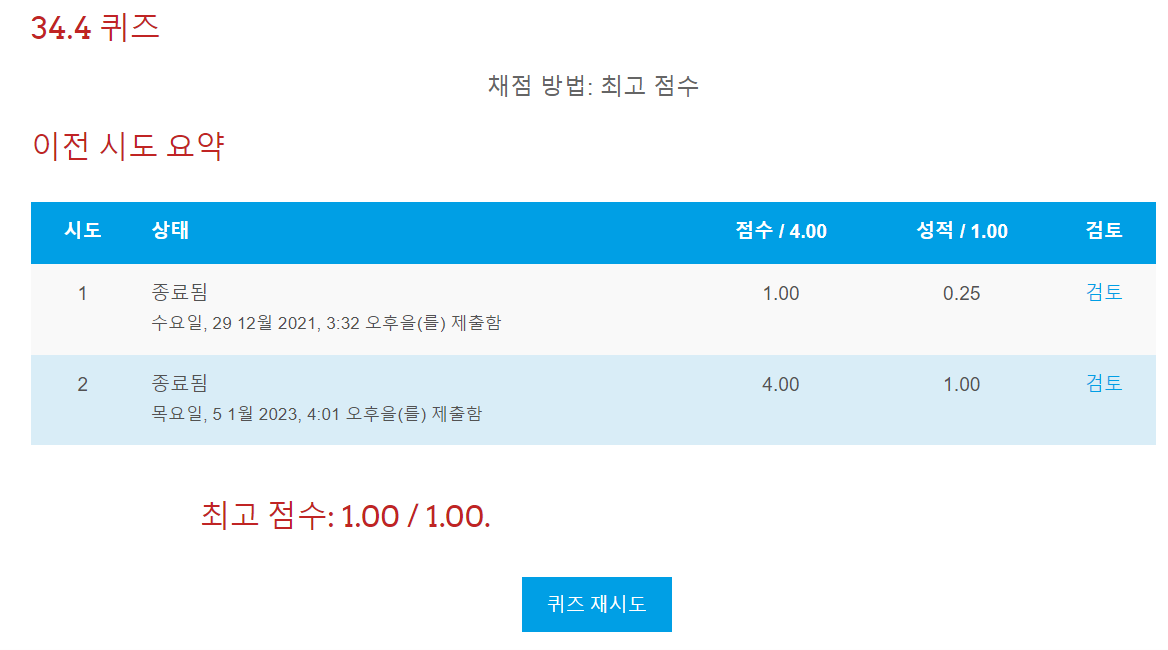 34.4 퀴즈
채점 방법: 최고 점수
이전 시도 요약
시도 상태 점수 / 4.00 성적 / 1.00 검토
1 종료됨 1.00 0.25 검토
수요일, 29 12월 2021, 3:32 오후을(를) 제출함
2 종료됨 4.00 1.00 검토
목요일, 5 1월 2023, 4:01 오후을(를) 제출함
최고 점수: 1.00 / 1.00.
퀴즈 재시도